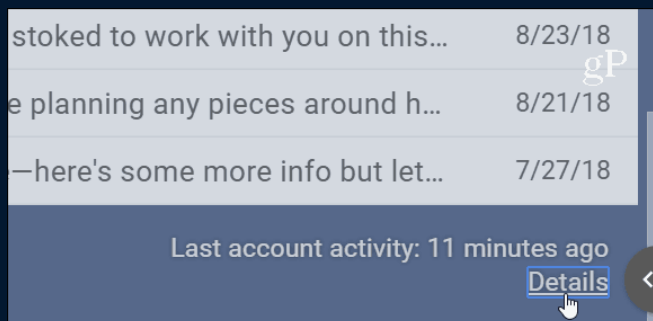 stoked to work with you on this... 8/23/18
gP
e planning any pieces around h... 8/21/18
—here's some more info but let... 7/27/18
Last account activity: 11 minutes ago
Details